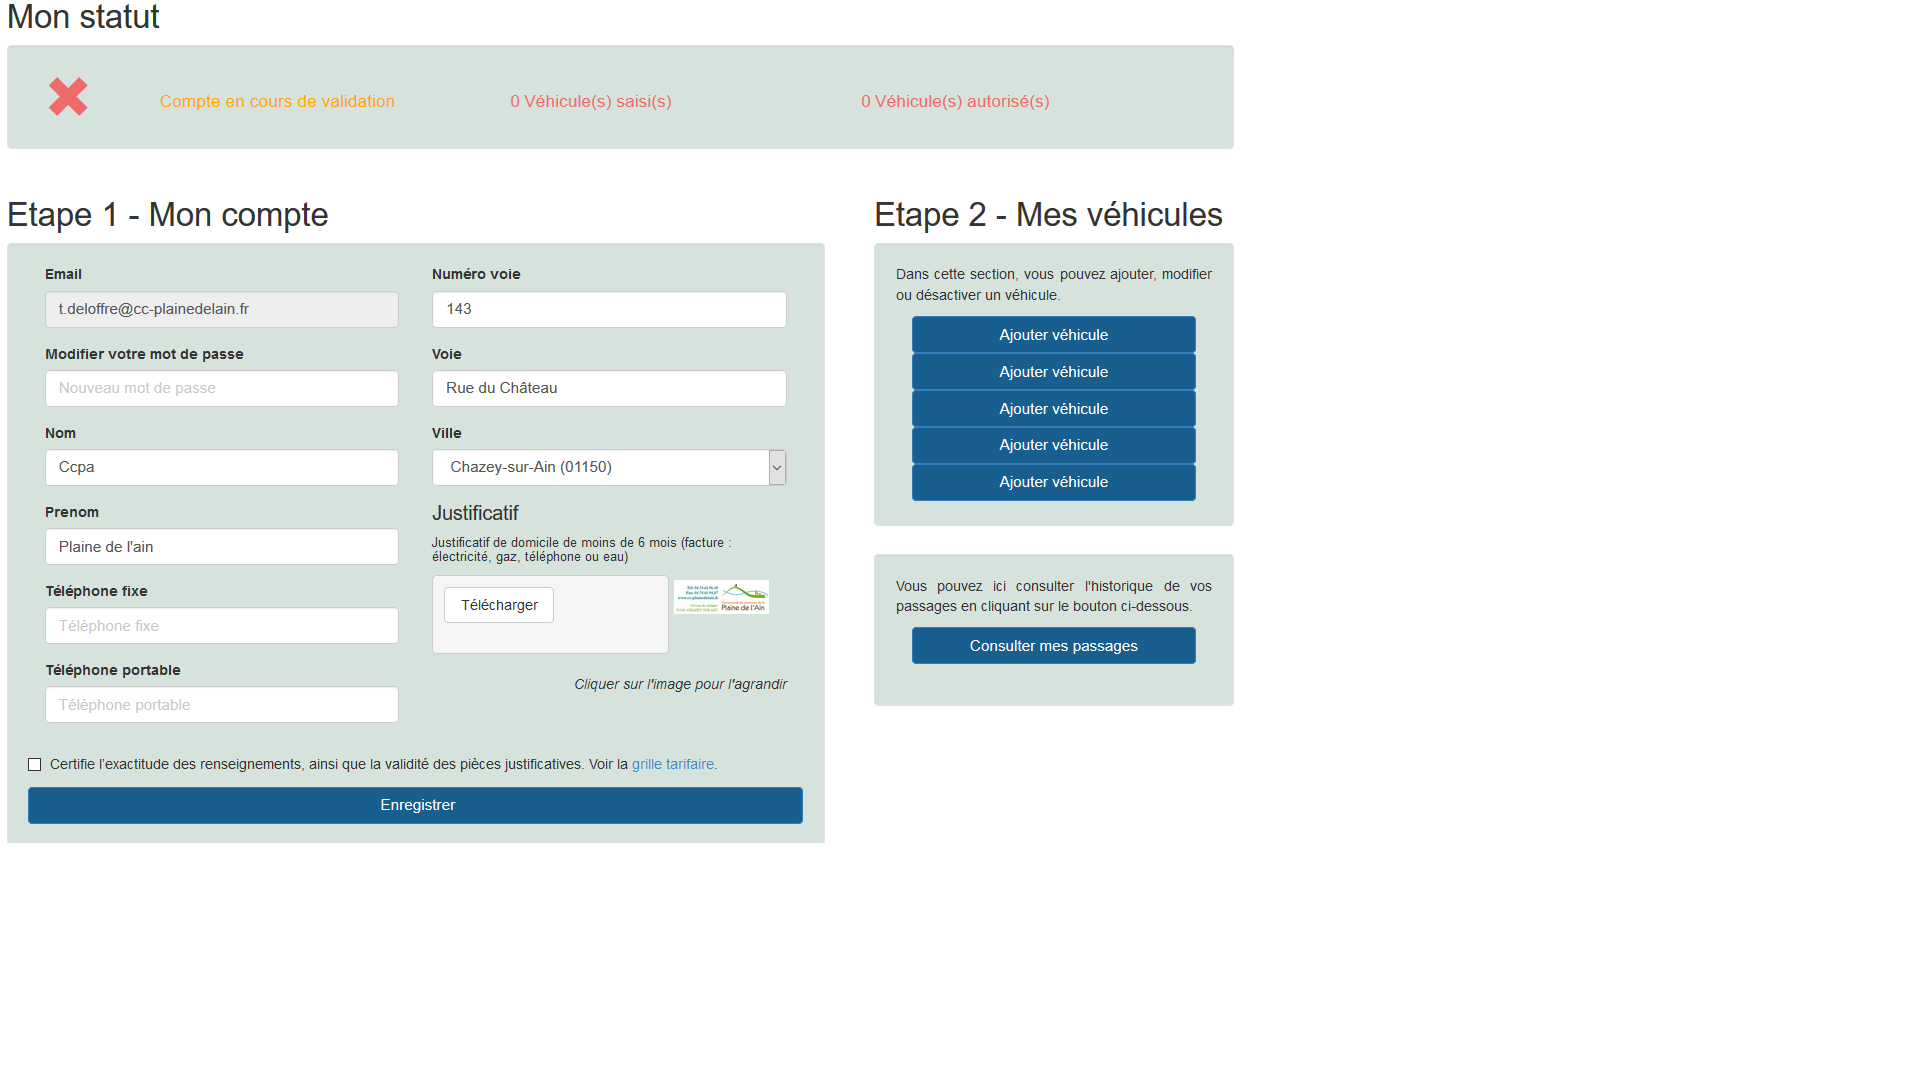 Mon statut
Compte en cours de validation
0 Véhicule(s) saisi(s)
0 Véhicule(s) autorisé(s)
Etape 1 - Mon compte
Email
t.deloffre@cc-plainedelain.fr
Modifier votre mot de passe
Nouveau mot de passe
Nom
Ccpa
Prenom
Plaine de l'ain
Téléphone fixe
Téléphone fixe
Téléphone portable
Téléphone portable
Numéro voie
143
Voie
Rue du Château
Ville
Chazey-sur-Ain (01150)
Justificatif
Justificatif de domicile de moins de 6 mois (facture :
électricité, gaz, téléphone ou eau)
Télécharger
Plaine de l'Ain
Cliquer sur l'image pour l'agrandir
Certifie l'exactitude des renseignements, ainsi que la validité des pièces justificatives. Voir la grille tarifaire.
Enregistrer
Etape 2 - Mes véhicules
Dans cette section, vous pouvez ajouter, modifier
ou désactiver un véhicule.
Ajouter véhicule
Ajouter véhicule
Ajouter véhicule
Ajouter véhicule
Ajouter véhicule
Vous pouvez ici consulter l'historique de vos
passages en cliquant sur le bouton ci-dessous.
Consulter mes passages